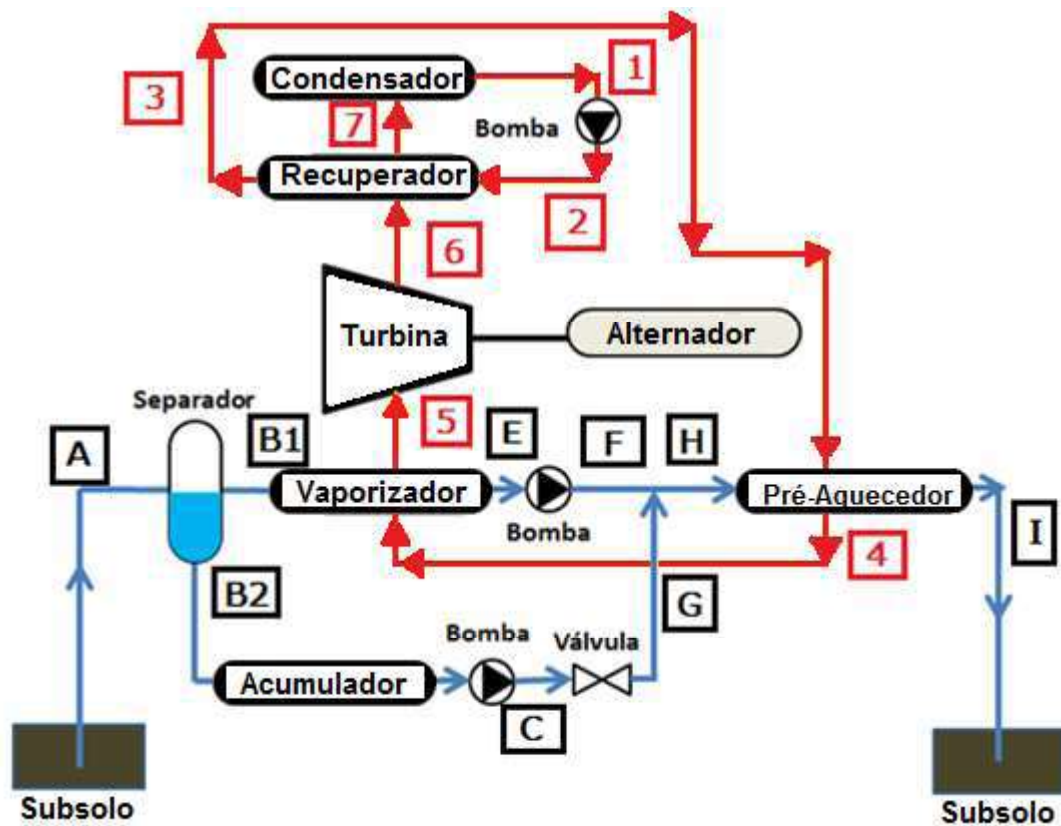 1
Condensador
3
7
Bomba
Recuperador
2
6
Turbina
Alternador
Separador
5
A
B1
E
F
H
Vaporizador
Pré-Aquecedor
Bomba
4
I
B2
G
Bomba
Válvula
Acumulador
C
Subsolo
Subsolo